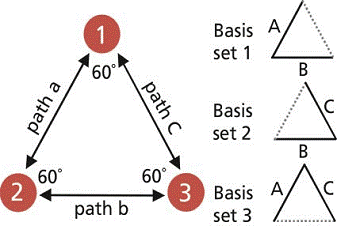 1
60°
path a
path C
2
60°
60°
3
path b
Basis
set 1
A
B
Basis
set 2
C
B
Basis
set 3
A
C